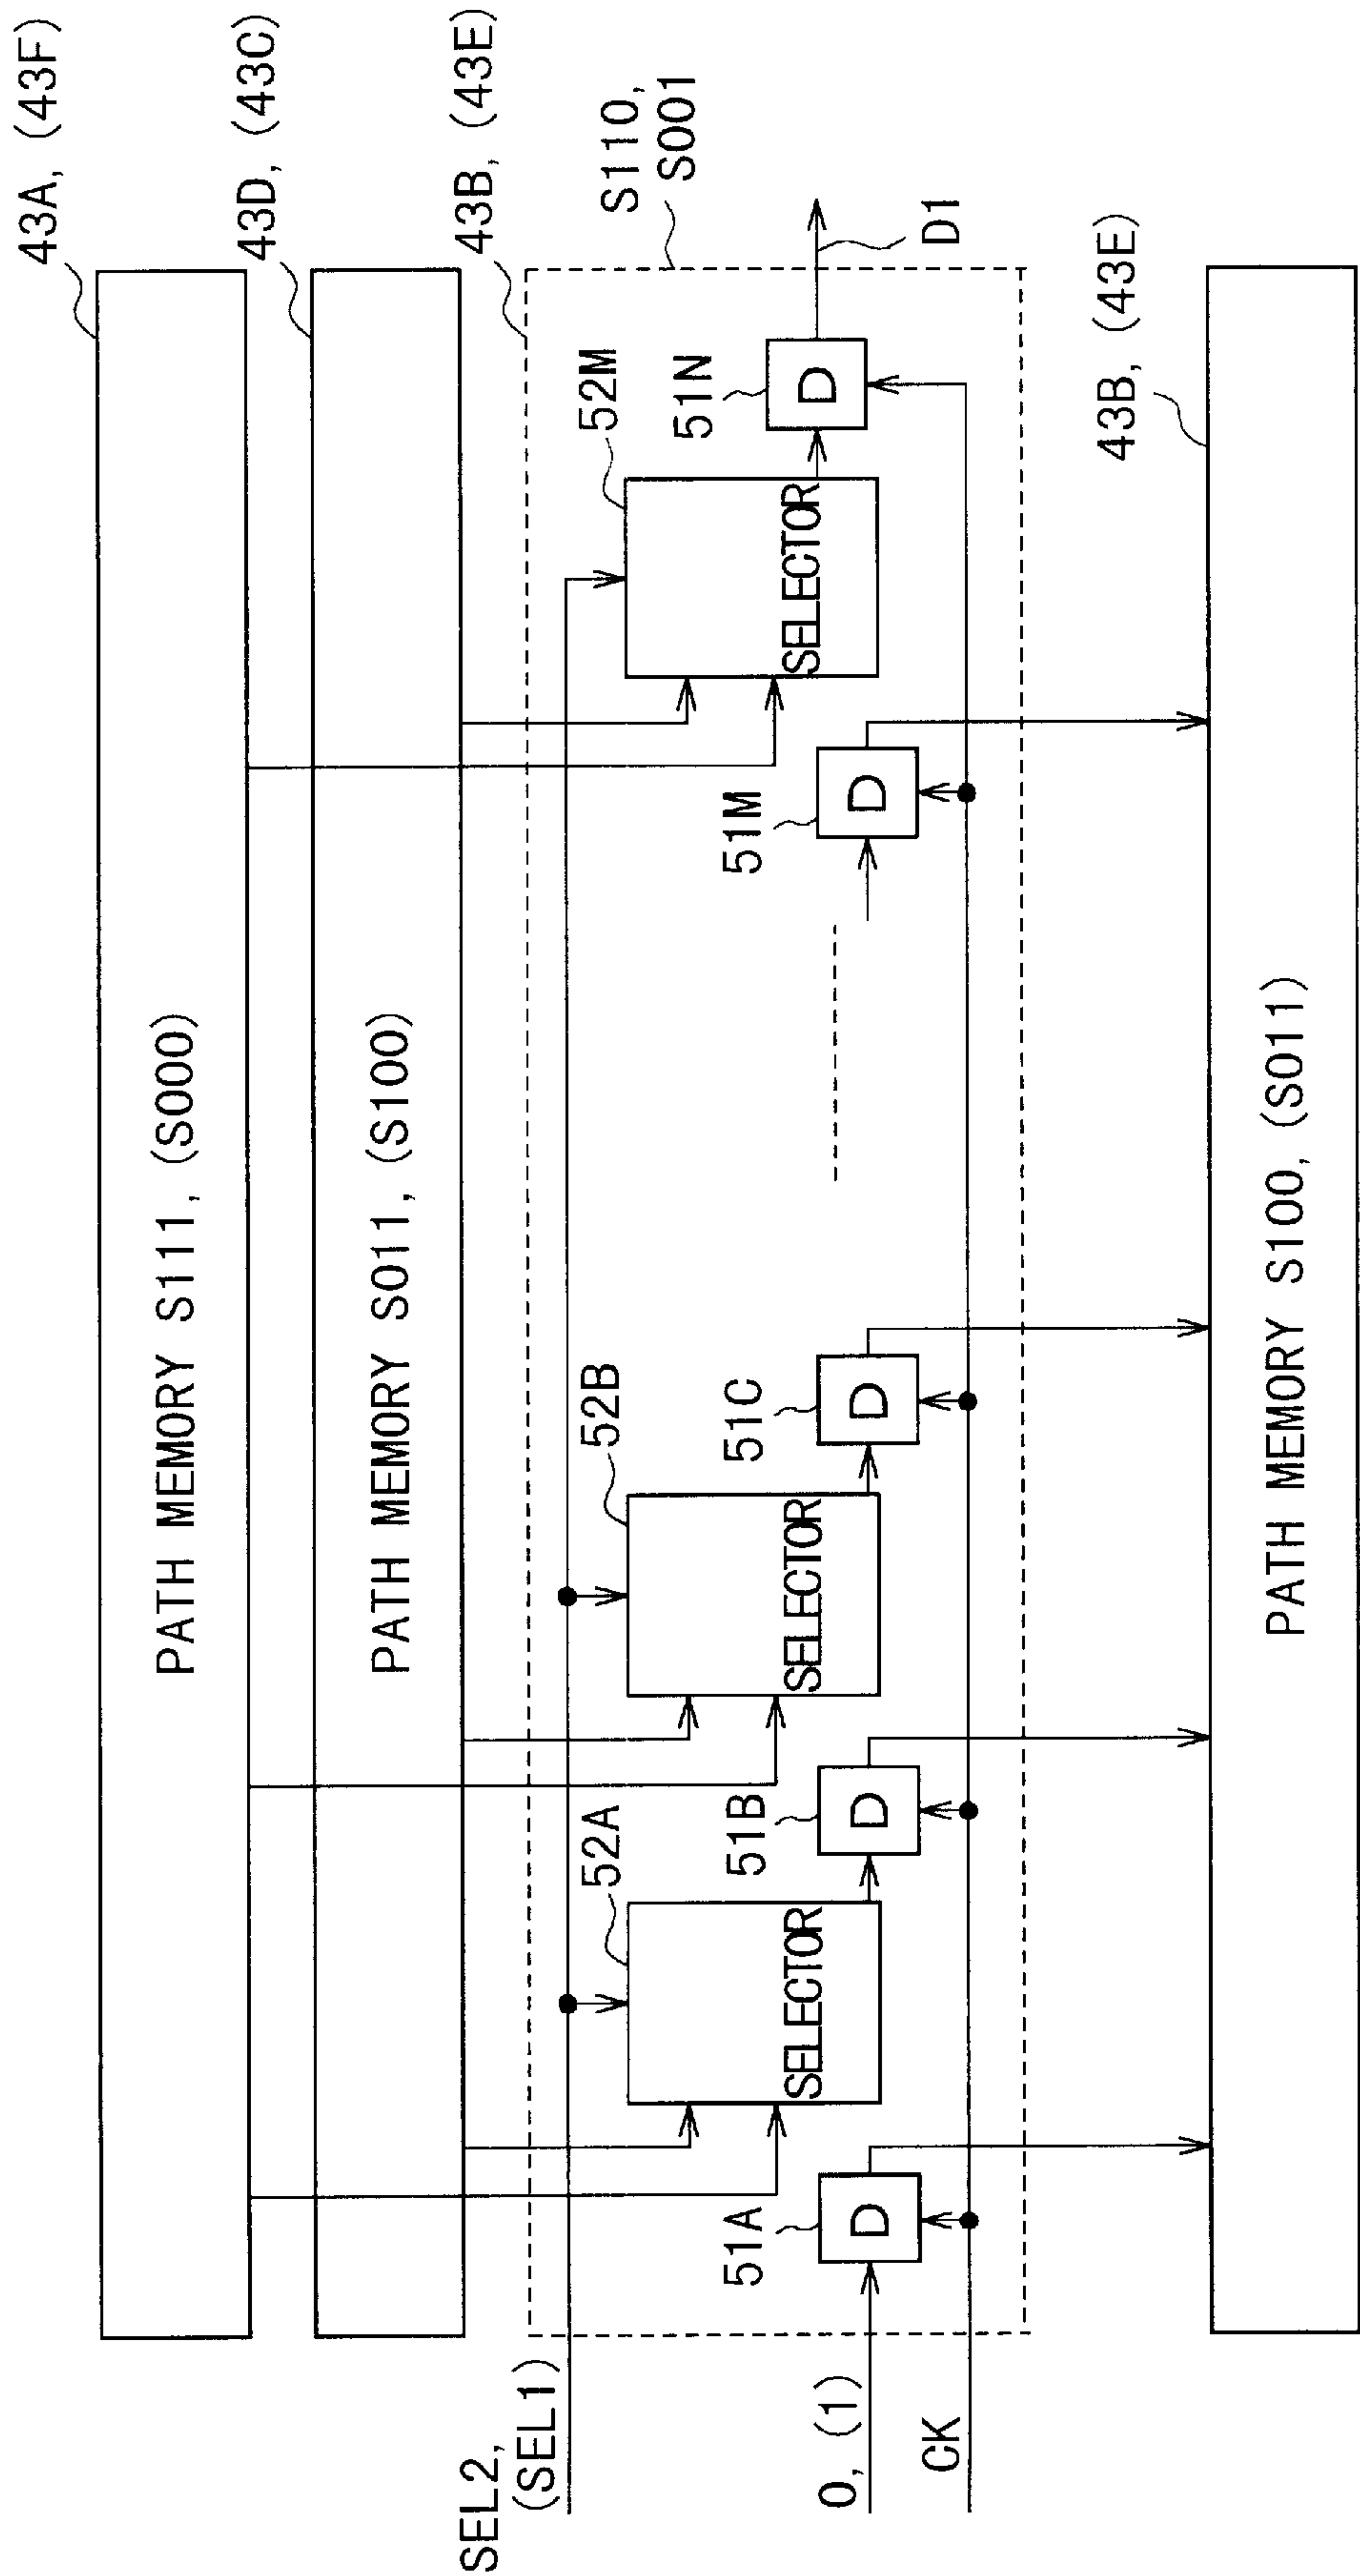 43A, (43F)
PATH MEMORY S111, (S000)
43D, (43C)
PATH MEMORY S011, (S100)
43B, (43E)
S110,
S001
SEL2,
(SEL1)
52A
52B
52M
SELECTOR
SELECTOR
SELECTOR
51A
51B
51C
51M
51N
D
D
D
D
D
D1
0, (1)
CK
43B, (43E)
PATH MEMORY S100, (S011)